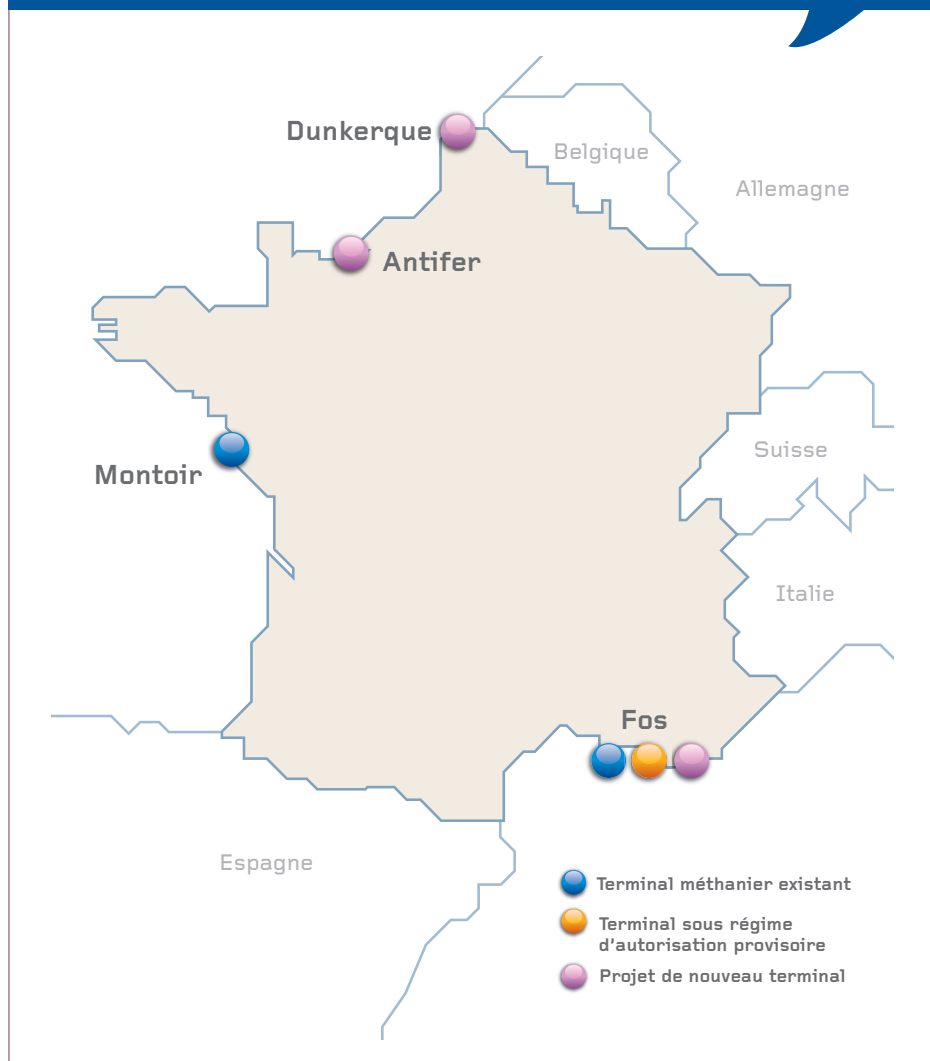 Dunkerque
Belgique
Allemagne
Antifer
Suisse
Montoir
Italie
Fos
Espagne
Terminal méthanier existant
Terminal sous régime
d'autorisation provisoire
Projet de nouveau terminal